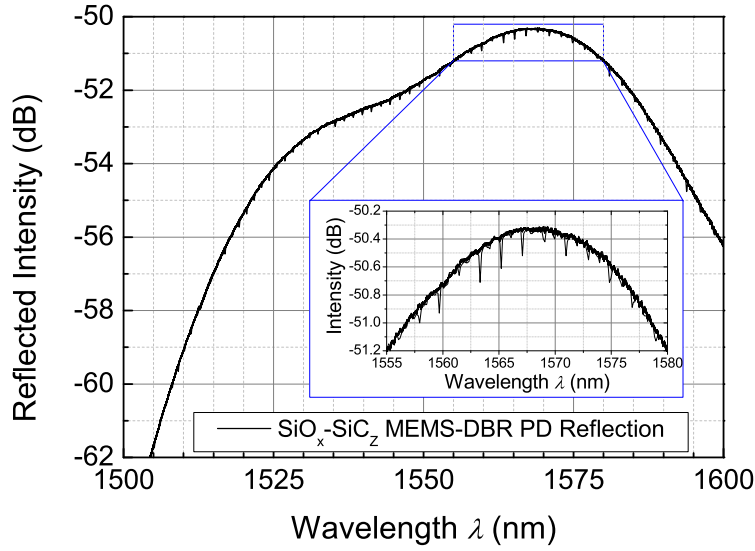 -50
-52
-54
-56
-58
-60
-62
Reflected Intensity (dB)
-50.2
-50.4
-50.6
-50.8
-51.0
-51.2
Intensity (dB)
1555 1560 1565 1570 1575 1580
Wavelength λ (nm)
SiOx-SiCZ MEMS-DBR PD Reflection
1500 1525 1550 1575 1600
Wavelength λ (nm)